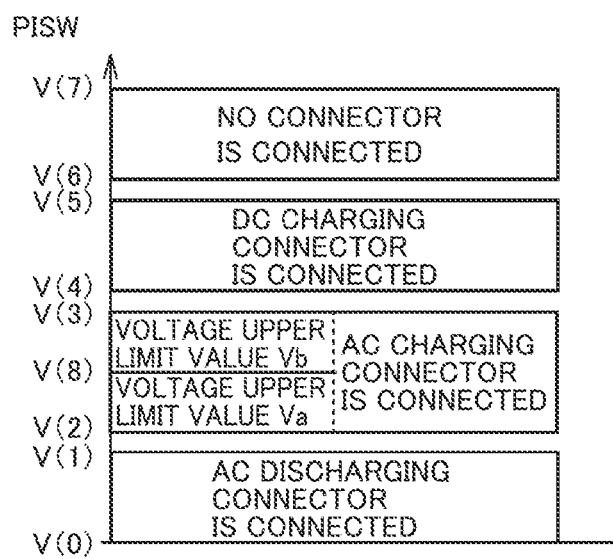 PISW
V(7)
NO CONNECTOR
IS CONNECTED
V(6)
V(5)
DC CHARGING
CONNECTOR
IS CONNECTED
V(4)
V(3)
VOLTAGE UPPER
LIMIT VALUE Vb
V(8)
VOLTAGE UPPER
LIMIT VALUE Va
AC CHARGING
CONNECTOR
IS CONNECTED
V(2)
V(1)
AC DISCHARGING
CONNECTOR
IS CONNECTED
V(0)